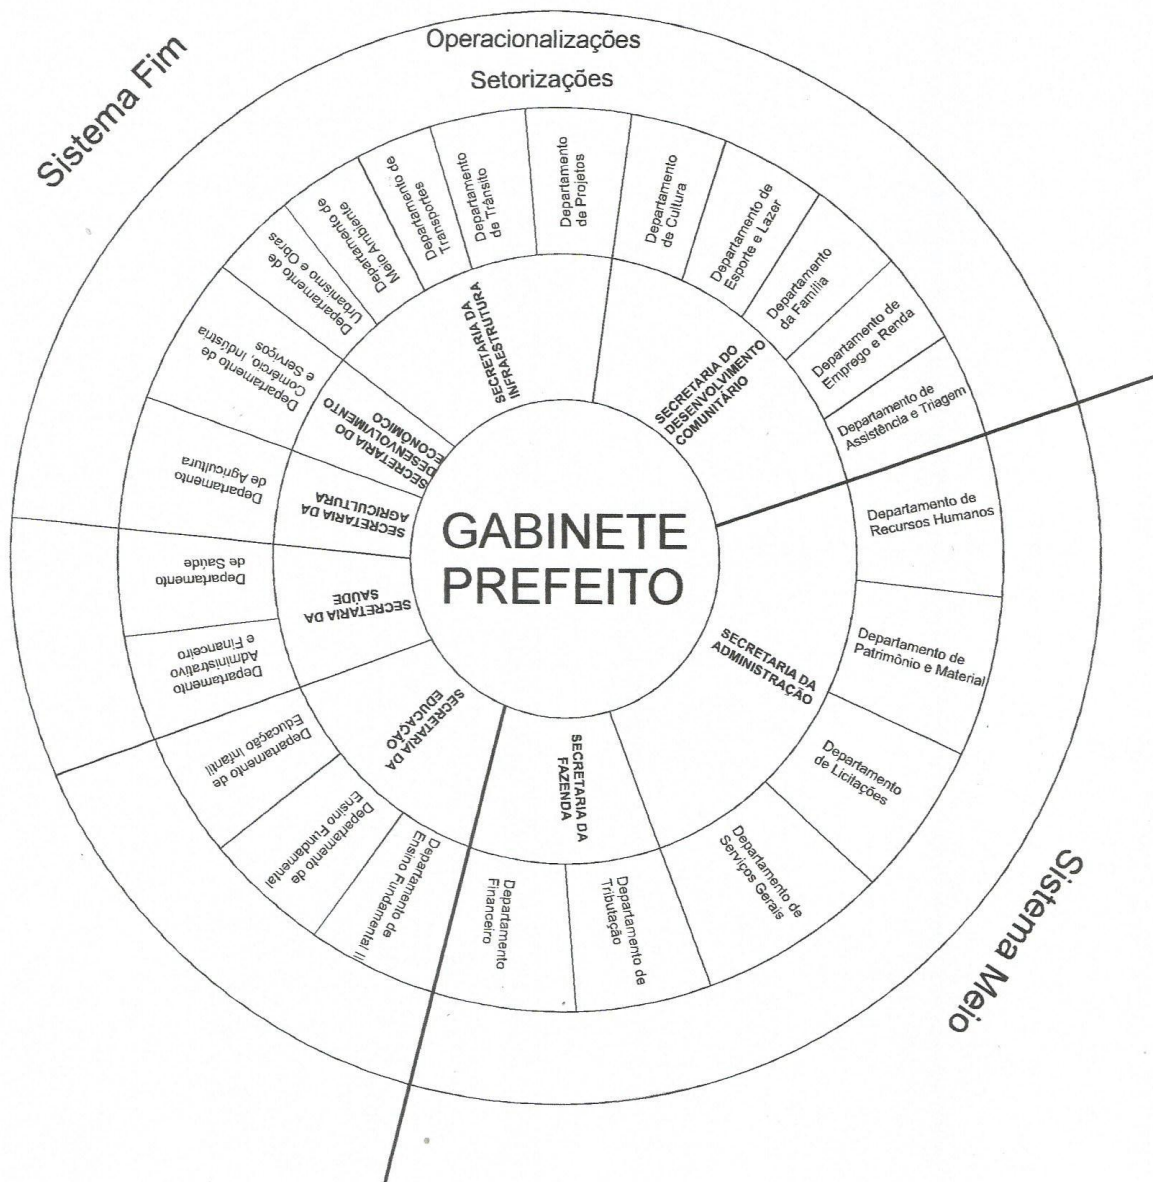 Sistema Fim
Operacionalizações
Setorizações
Departamento
de Projetos
Departamento
de Cultura
Departamento de
Esporte e Lazer
Departamento
da Família
Departamento de
Emprego e Renda
Departamento de
Assistência e Triagem
Departamento de
Recursos Humanos
Departamento de
Patrimônio e Material
Departamento
de Licitações
Departamento de
Serviços Gerais
Departamento de
Tributação
Departamento
Financeiro
Departamento de
Ensino Fundamental II
Departamento de
Ensino Fundamental
Departamento de
Educação Infantil
Departamento
Administrativo
e Financeiro
Departamento
de Saúde
Departamento
de Agricultura
Departamento de
Comércio, Indústria
e Serviços
Departamento de
Urbanismo e Obras
Departamento de
Meio Ambiente
Departamento de
Transportes
Departamento
de Trânsito
SECRETARIA DA
INFRAESTRUTURA
SECRETARIA DO
DESENVOLVIMENTO
COMUNITÁRIO
SECRETARIA DA
ADMINISTRAÇÃO
SECRETARIA DA
FAZENDA
SECRETARIA DA
EDUCAÇÃO
SECRETARIA DA
SAÚDE
SECRETARIA DA
AGRICULTURA
SECRETARIA DO
DESENVOLVIMENTO
ECONÔMICO
GABINETE
PREFEITO
Sistema Meio